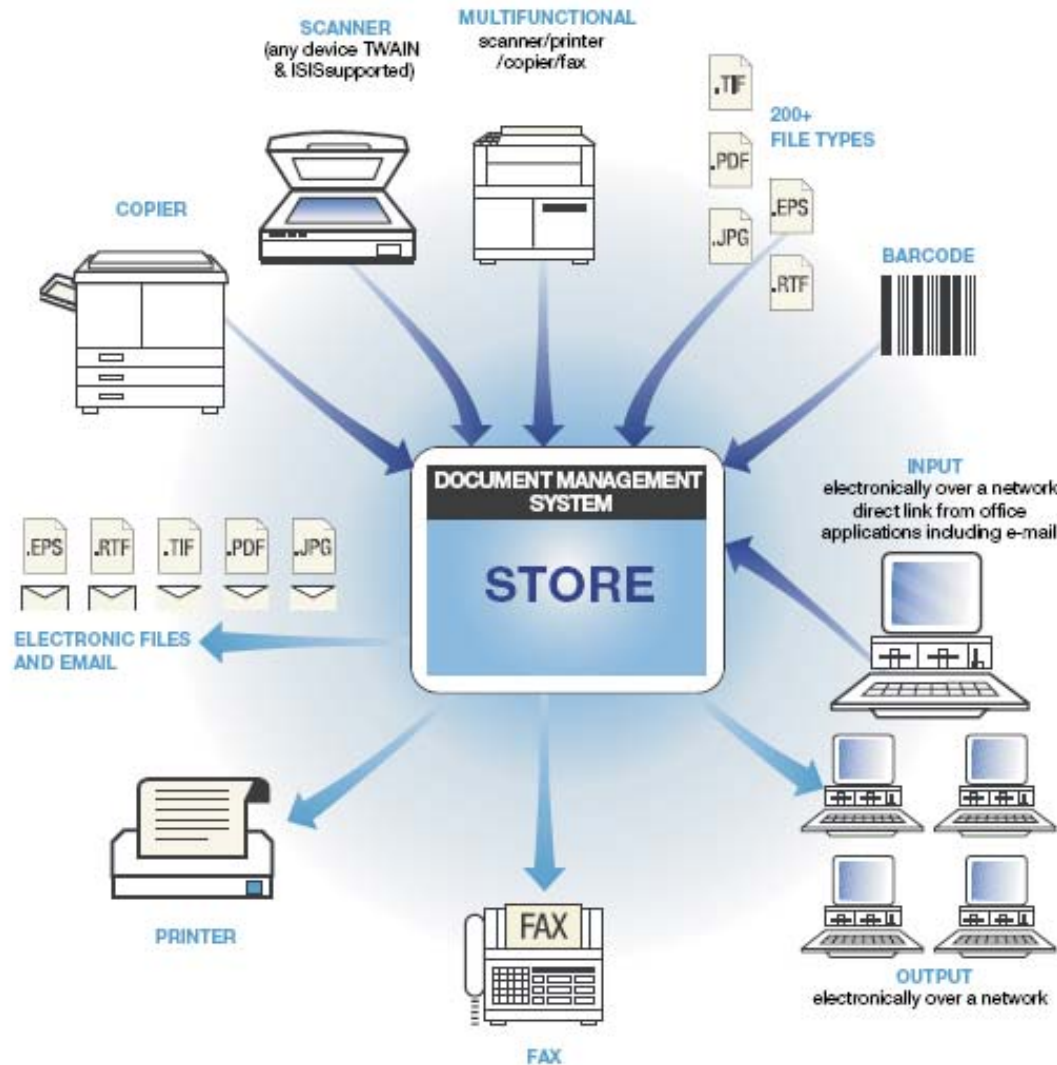 SCANNER
(any device TWAIN
& ISISsupported)
MULTIFUNCTIONAL
scanner/printer
/copier/fax
.TIF
200+
FILE TYPES
.PDF
.EPS
.JPG
.RTF
COPIER
BARCODE
DOCUMENT MANAGEMENT
SYSTEM
STORE
INPUT
electronically over a network
direct link from office
applications including e-mail
.EPS
.RTF
.TIF
.PDF
.JPG
ELECTRONIC FILES
AND EMAIL
PRINTER
FAX
FAX
OUTPUT
electronically over a network